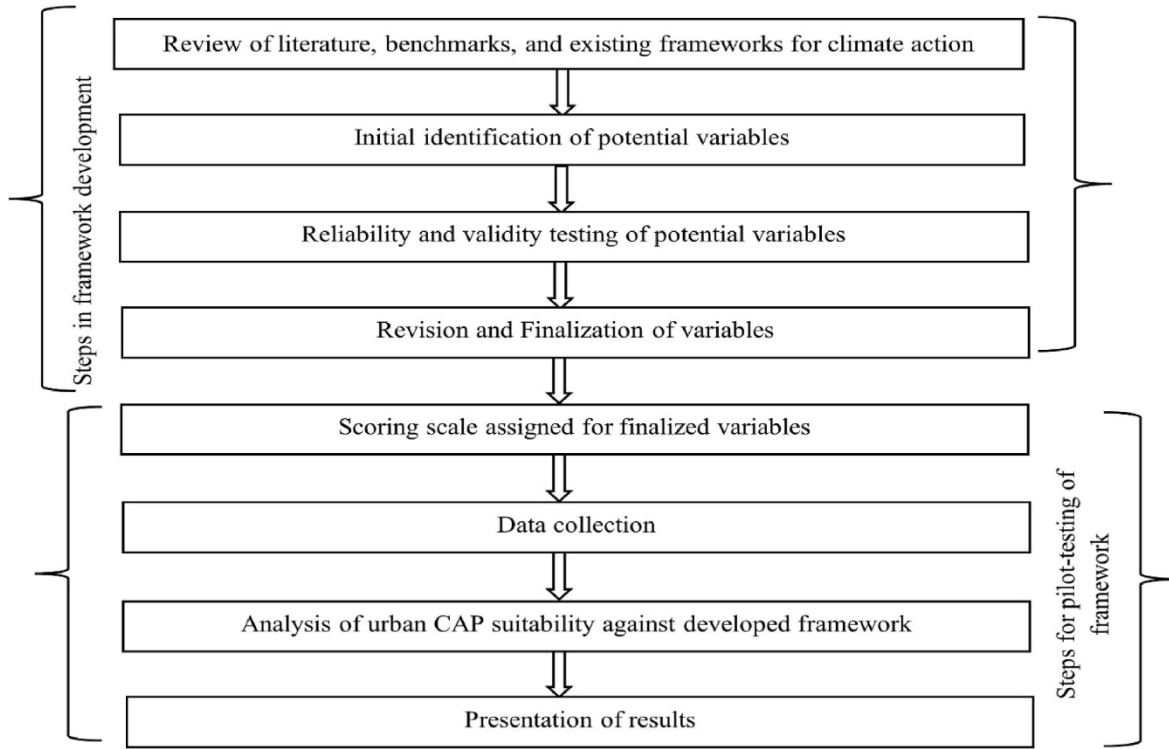 Review of literature, benchmarks, and existing frameworks for climate action
Initial identification of potential variables
Reliability and validity testing of potential variables
Revision and Finalization of variables
Steps in framework development
Scoring scale assigned for finalized variables
Data collection
Analysis of urban CAP suitability against developed framework
Presentation of results
Steps for pilot-testing of
framework